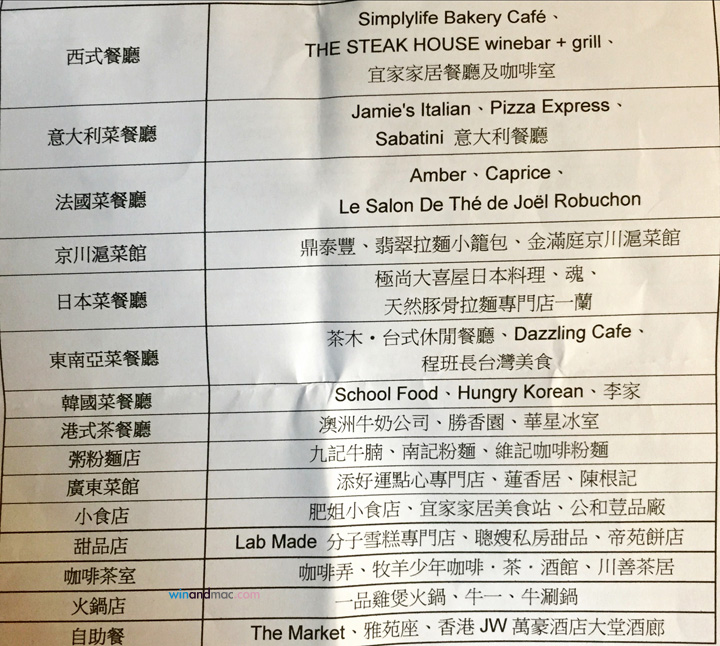 西式餐廳
Simplylife Bakery Café、
THE STEAK HOUSE winebar + grill、
宜家家居餐廳及咖啡室
意大利菜餐廳
Jamie's Italian、Pizza Express、
Sabatini 意大利餐廳
法國菜餐廳
Amber、Caprice、
Le Salon De Thé de Joël Robuchon
京川滬菜館
鼎泰豐、翡翠拉麵小籠包、金滿庭京川滬菜館
日本菜餐廳
極尚大喜屋日本料理、魂、
天然豚骨拉麵專門店一蘭
東南亞菜餐廳
茶木・台式休閒餐廳、Dazzling Cafe、
程班長台灣美食
韓國菜餐廳
School Food、Hungry Korean、李家
港式茶餐廳
澳洲牛奶公司、勝香園、華星冰室
粥粉麵店
九記牛腩、南記粉麵、維記咖啡粉麵
廣東菜館
添好運點心專門店、蓮香居、陳根記
小食店
肥姐小食店、宜家家居美食站、公和荳品廠
甜品店
Lab Made 分子雪糕專門店、聰嫂私房甜品、帝苑餅店
咖啡茶室
咖啡弄、牧羊少年咖啡・茶・酒館、川善茶居
火鍋店
一品雞煲火鍋、牛一、牛涮鍋
winandmac.com
自助餐
The Market、雅苑座、香港 JW 萬豪酒店大堂酒廊